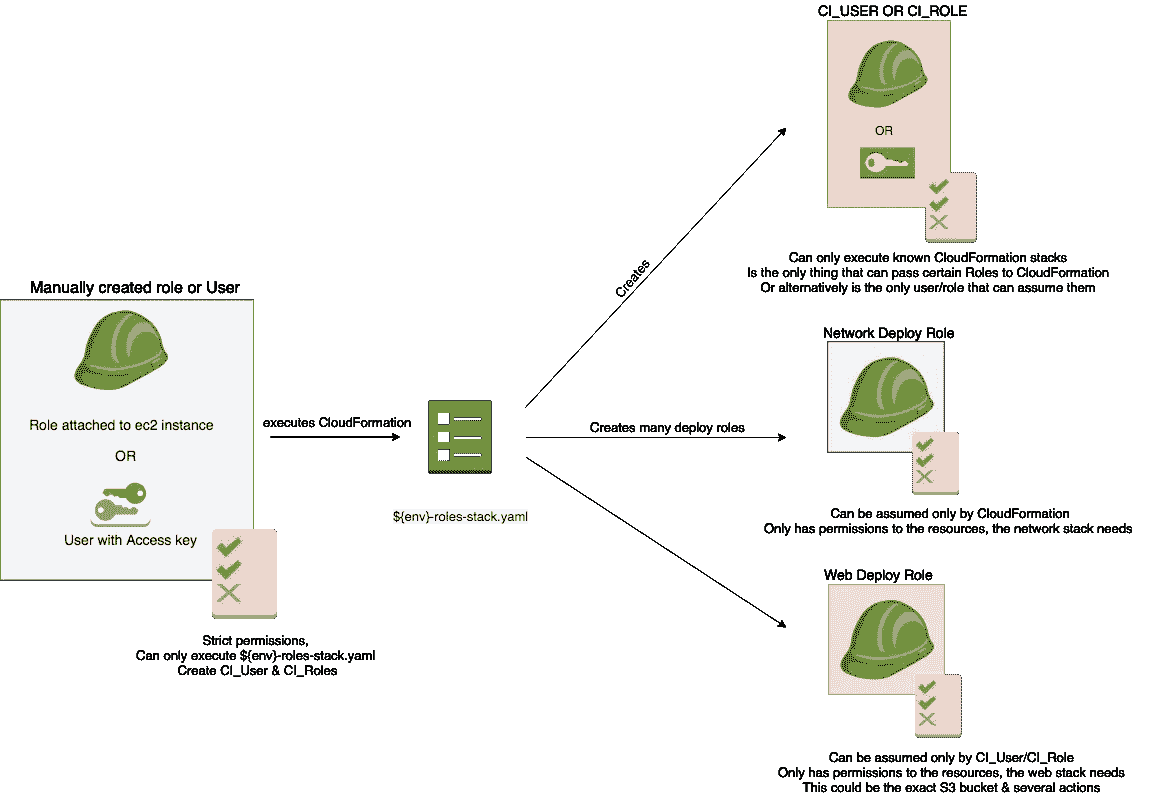 CI_USER OR CI_ROLE
OR
Can only execute known CloudFormation stacks
Is the only thing that can pass certain Roles to CloudFormation
Or alternatively is the only user/role that can assume them
Creates
Manually created role or User
Role attached to ec2 instance
OR
User with Access key
Strict permissions,
Can only execute ${env}-roles-stack.yaml
Create CI_User & CI_Roles
executes CloudFormation
${env}-roles-stack.yaml
Creates many deploy roles
Network Deploy Role
Can be assumed only by CloudFormation
Only has permissions to the resources, the network stack needs
Web Deploy Role
Can be assumed only by CI_User/CI_Role
Only has permissions to the resources, the web stack needs
This could be the exact S3 bucket & several actions